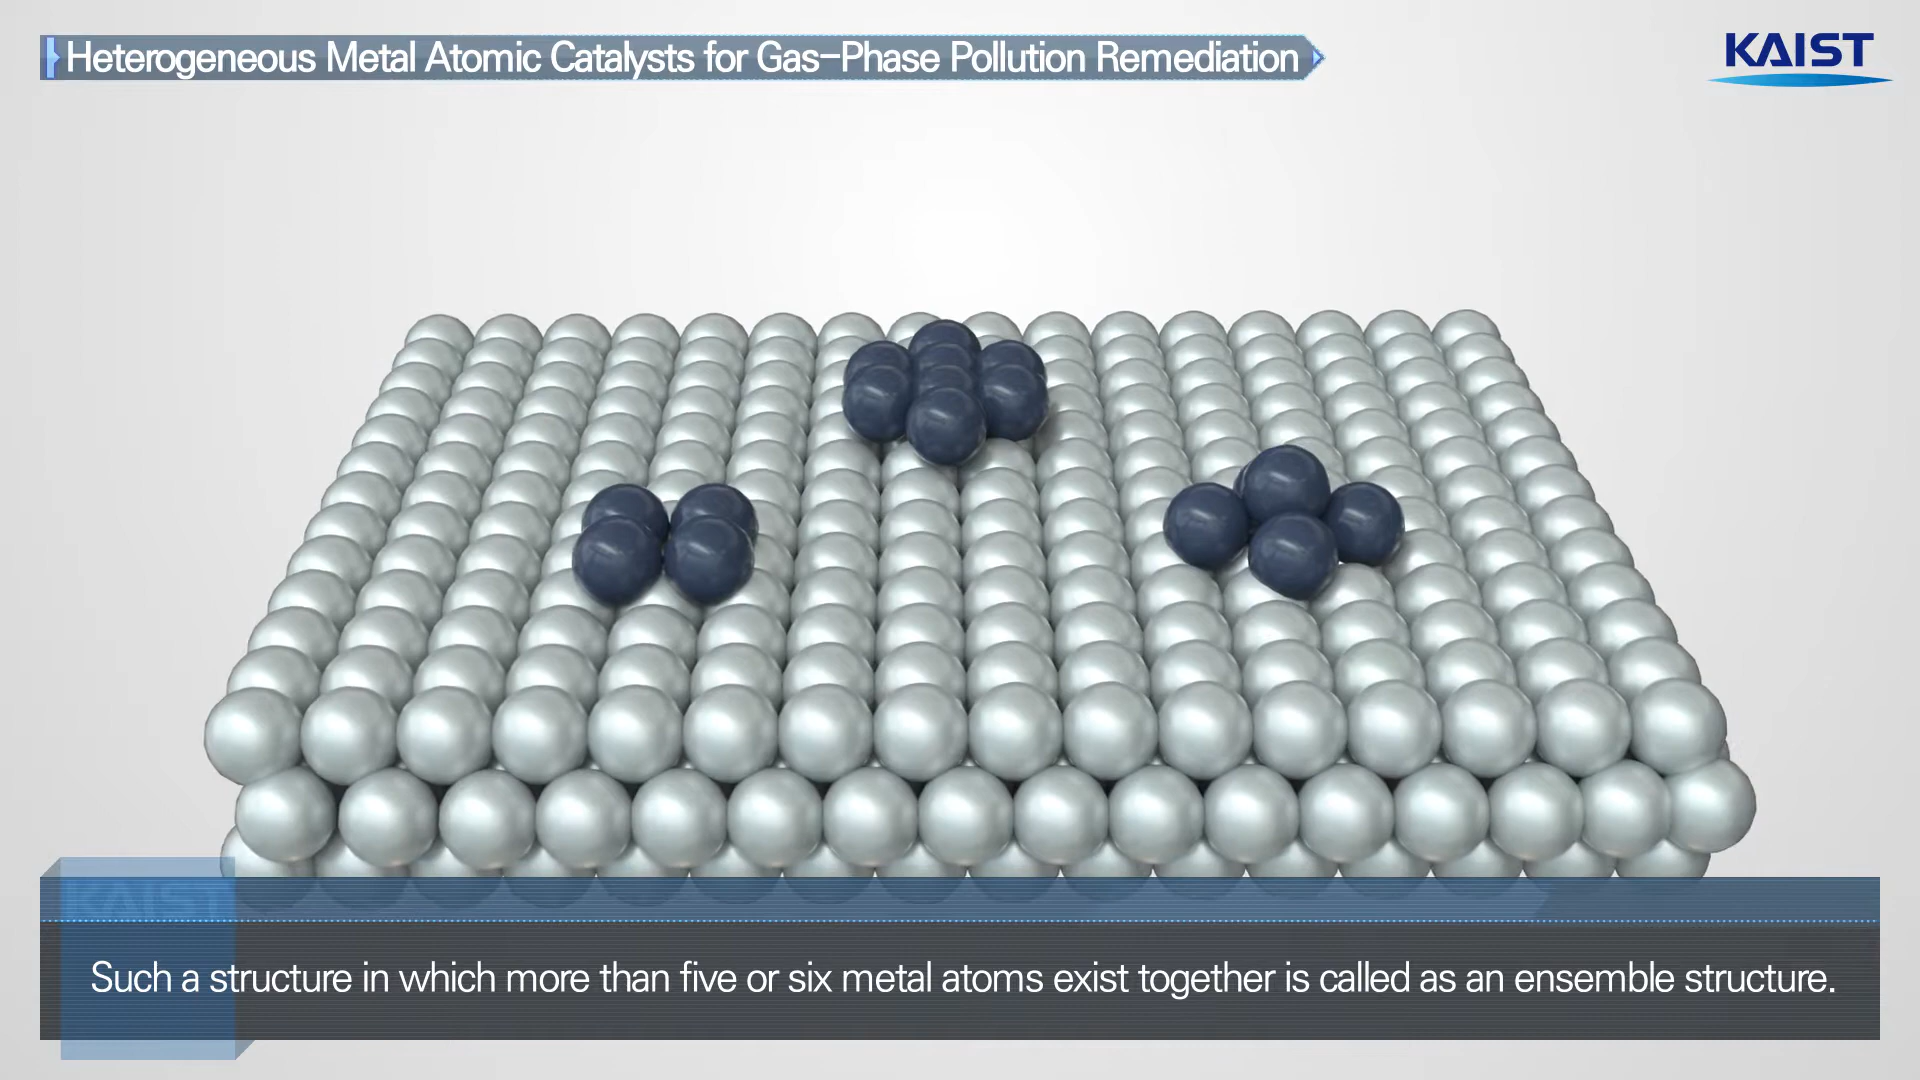 Heterogeneous Metal Atomic Catalysts for Gas-Phase Pollution Remediation
KAIST
KAIST
Such a structure in which more than five or six metal atoms exist together is called as an ensemble structure.